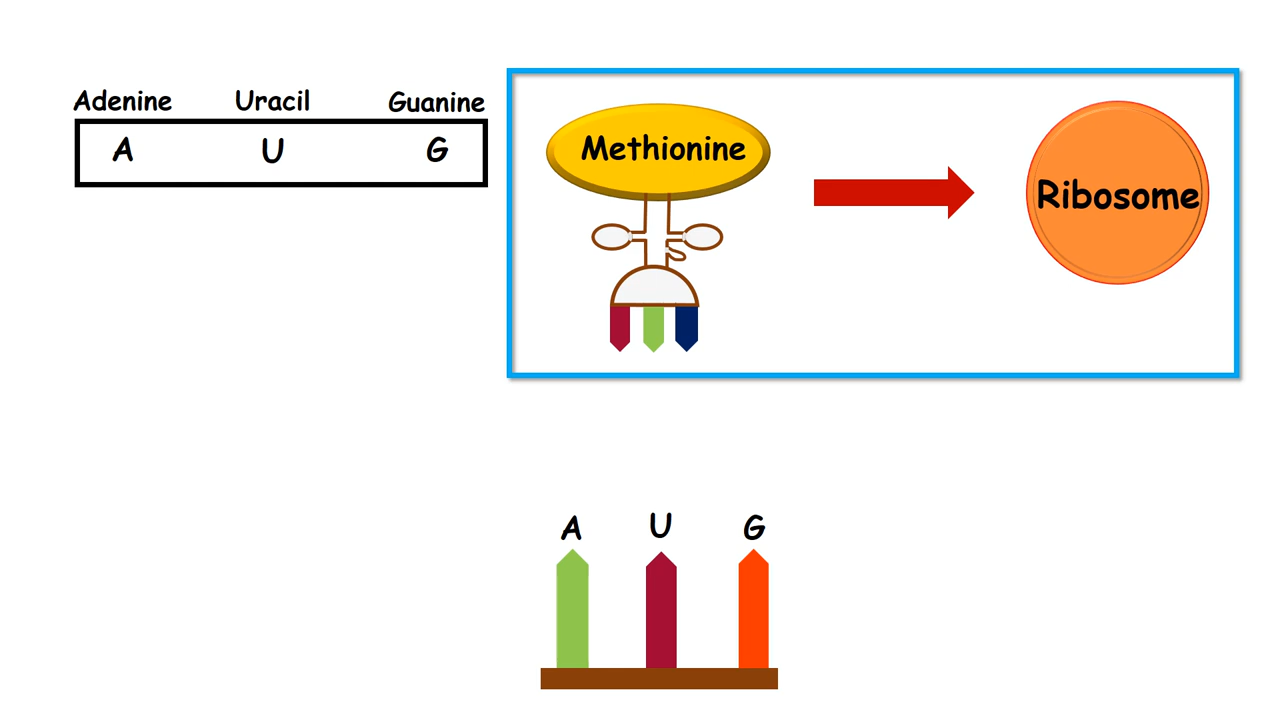 Adenine Uracil Guanine
A U G
Methionine
Ribosome
A U G